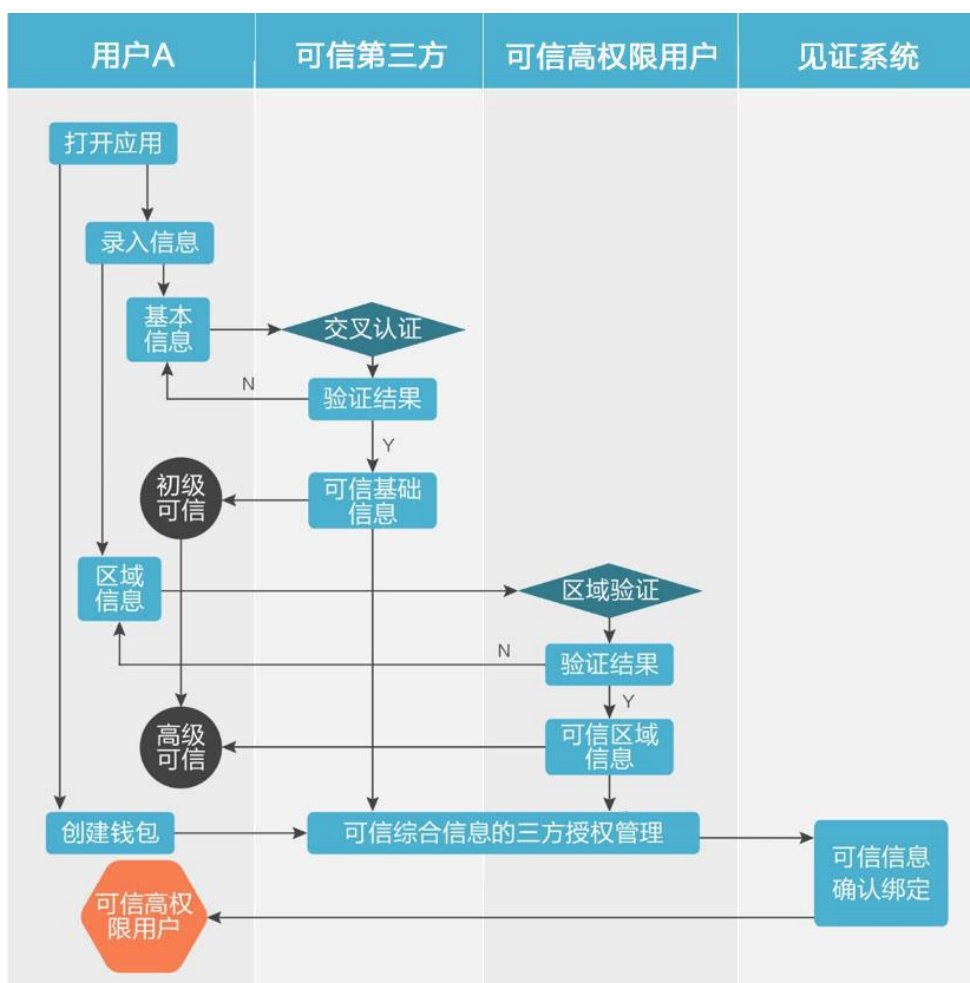 用户A
可信第三方
可信高权限用户
见证系统
打开应用
录入信息
基本
信息
交叉认证
N
验证结果
Y
初级
可信
可信基础
信息
区域
信息
区域验证
N
验证结果
Y
高级
可信
可信区域
信息
创建钱包
可信综合信息的三方授权管理
可信信息
确认绑定
可信高权
限用户